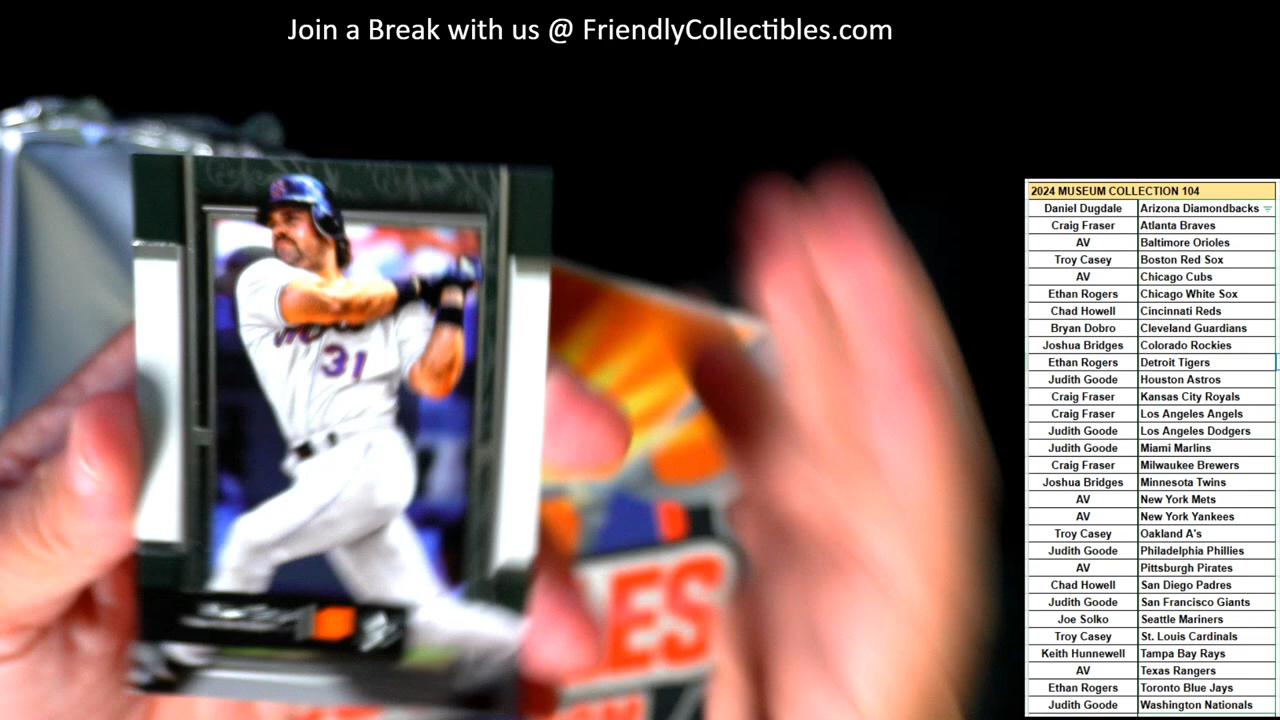 Join a Break with us @ FriendlyCollectibles.com
31
ES
2024 MUSEUM COLLECTION 104
Daniel Dugdale Arizona Diamondbacks
Craig Fraser Atlanta Braves
AV Baltimore Orioles
Troy Casey Boston Red Sox
AV Chicago Cubs
Ethan Rogers Chicago White Sox
Chad Howell Cincinnati Reds
Bryan Dobro Cleveland Guardians
Joshua Bridges Colorado Rockies
Ethan Rogers Detroit Tigers
Judith Goode Houston Astros
Craig Fraser Kansas City Royals
Craig Fraser Los Angeles Angels
Judith Goode Los Angeles Dodgers
Judith Goode Miami Marlins
Craig Fraser Milwaukee Brewers
Joshua Bridges Minnesota Twins
AV New York Mets
AV New York Yankees
Troy Casey Oakland A's
Judith Goode Philadelphia Phillies
AV Pittsburgh Pirates
Chad Howell San Diego Padres
Judith Goode San Francisco Giants
Joe Solko Seattle Mariners
Troy Casey St. Louis Cardinals
Keith Hunnewell Tampa Bay Rays
AV Texas Rangers
Ethan Rogers Toronto Blue Jays
Judith Goode Washington Nationals